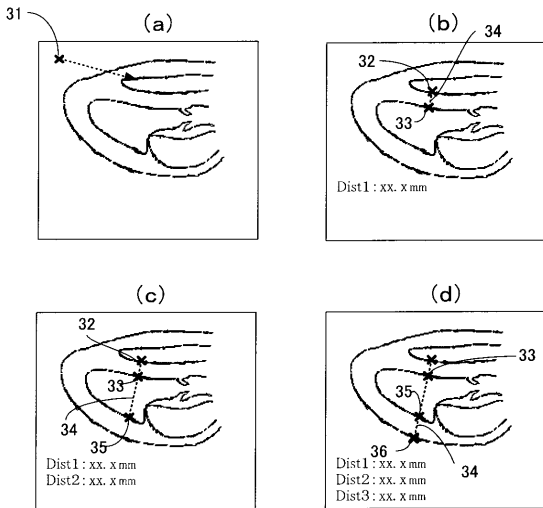 31
(a)
(b)
34
32
33
Dist1 : xx. x mm
(c)
(d)
32
33
34
35
Dist1 : xx. x mm
Dist2 : xx. x mm
33
35
36
34
Dist1 : xx. x mm
Dist2 : xx. x mm
Dist3 : xx. x mm